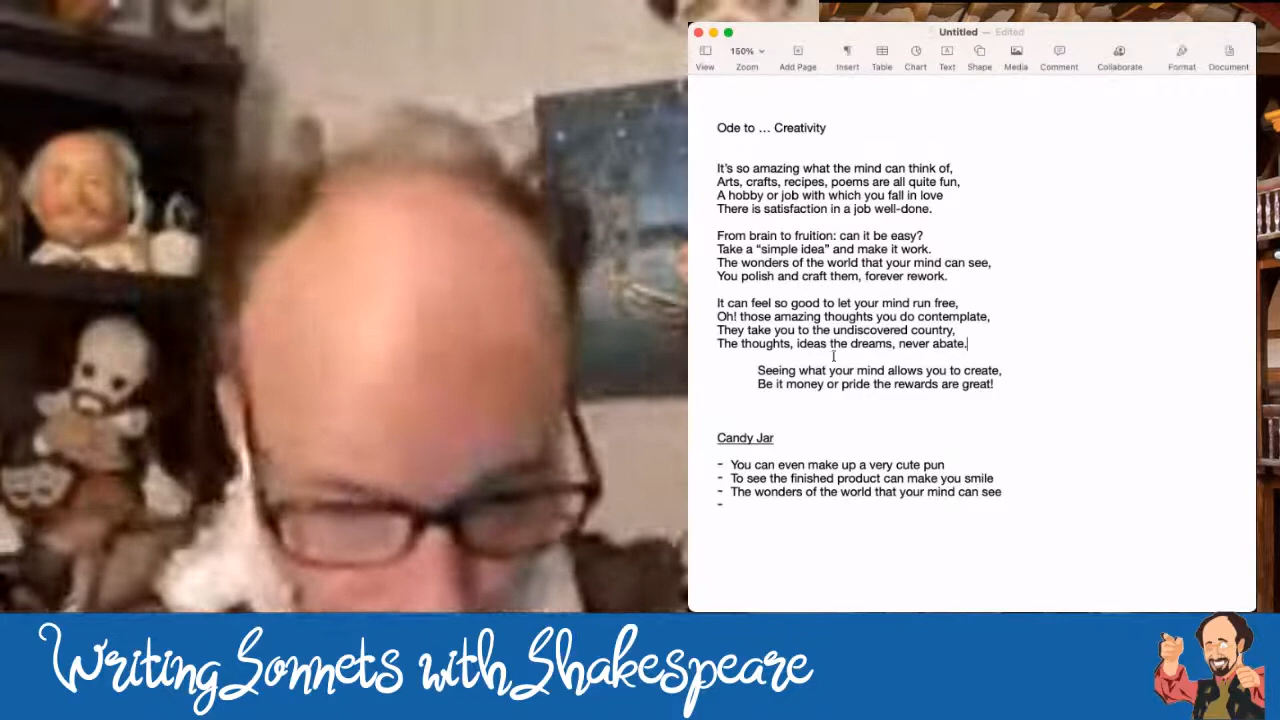 Untitled — Edited
150%
View Zoom Add Page Insert Table Chart Text Shape Media Comment Collaborate Format Document
Ode to … Creativity
It's so amazing what the mind can think of,
Arts, crafts, recipes, poems are all quite fun,
A hobby or job with which you fall in love
There is satisfaction in a job well-done.
From brain to fruition: can it be easy?
Take a “simple idea” and make it work.
The wonders of the world that your mind can see,
You polish and craft them, forever rework.
It can feel so good to let your mind run free,
Oh! those amazing thoughts you do contemplate,
They take you to the undiscovered country,
The thoughts, ideas the dreams, never abate.
Seeing what your mind allows you to create,
Be it money or pride the rewards are great!
Candy Jar
- You can even make up a very cute pun
- To see the finished product can make you smile
- The wonders of the world that your mind can see
-
Writing Sonnets with Shakespeare